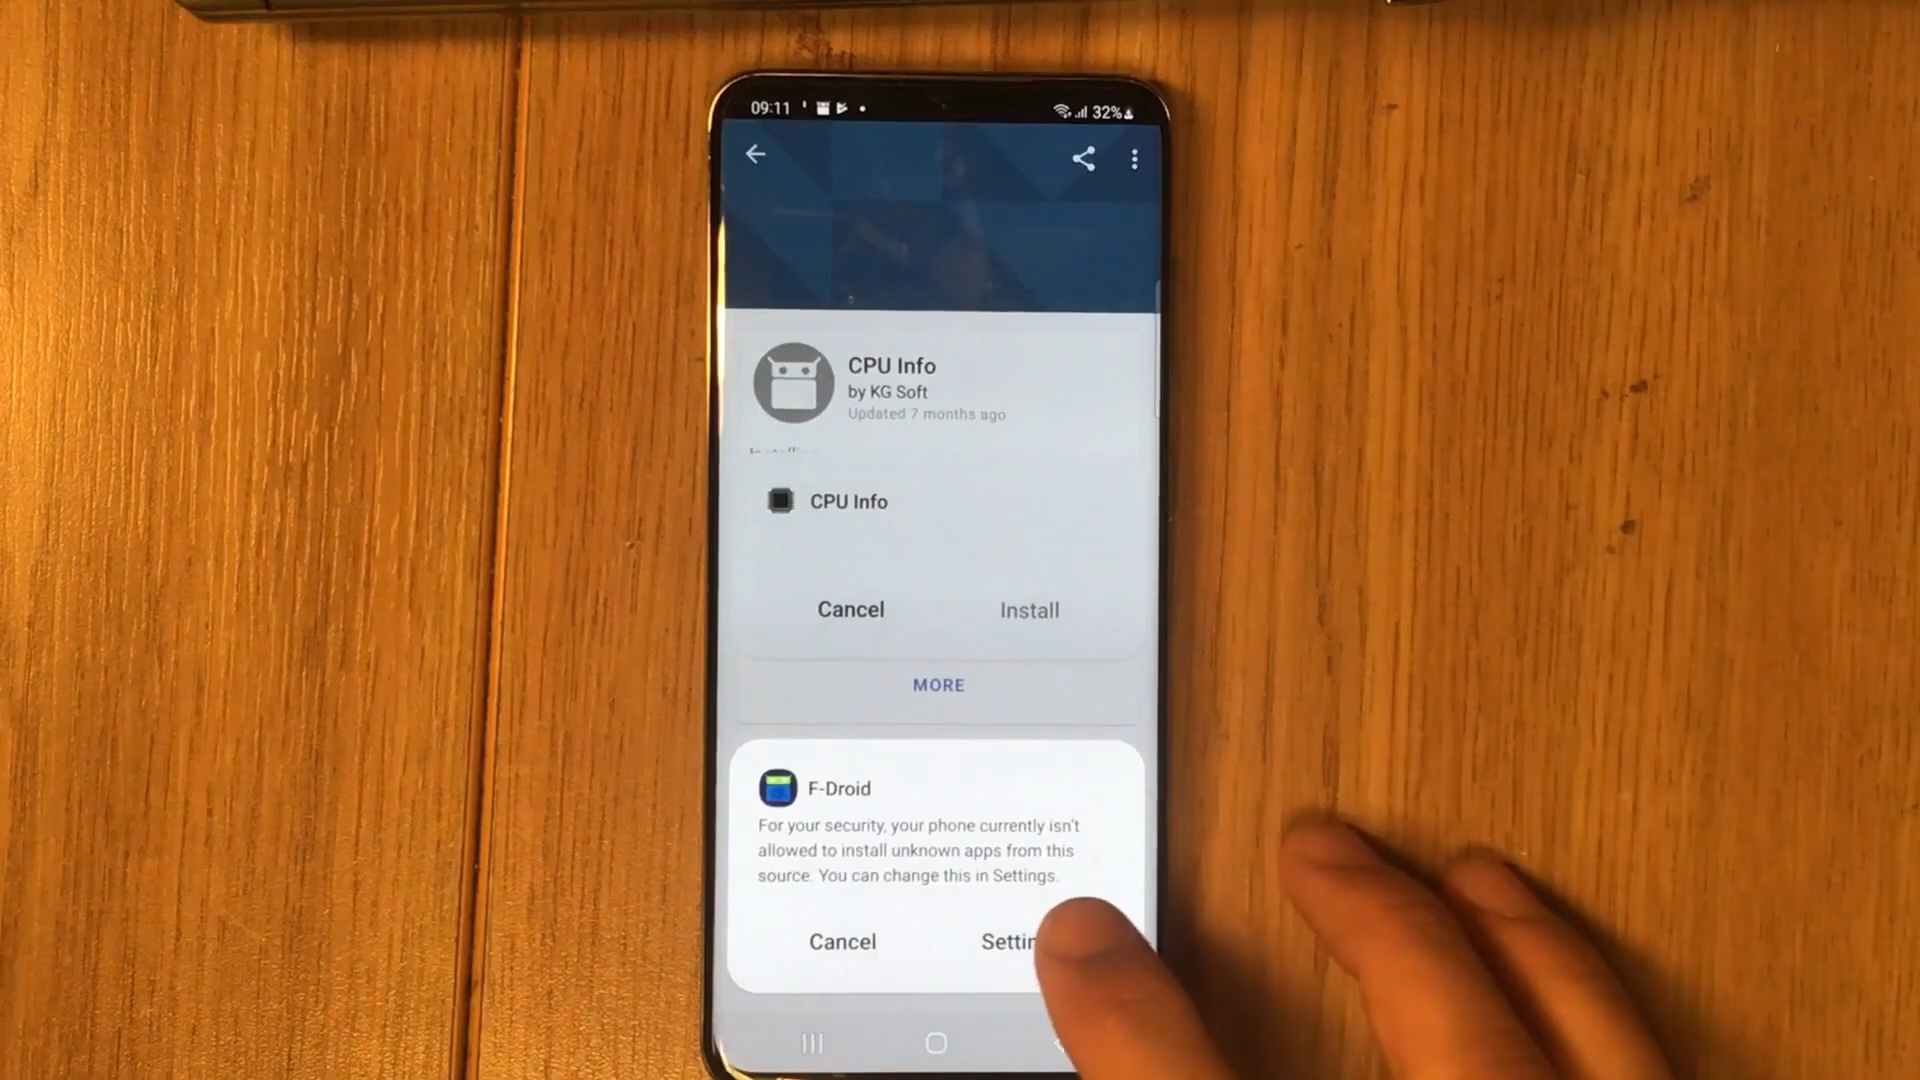 09:11
32%
CPU Info
by KG Soft
Updated 7 months ago
CPU Info
Cancel Install
MORE
F-Droid
For your security, your phone currently isn't
allowed to install unknown apps from this
source. You can change this in Settings.
Cancel